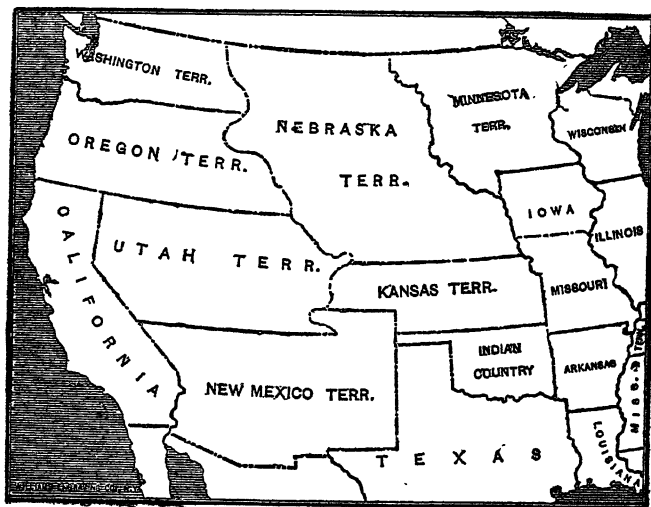 WASHINGTON TERR.
OREGON TERR.
NEBRASKA
TERR.
MINNESOTA
TERR.
WISCONSIN
IOWA
ILLINOIS
CALIFORNIA
UTAH TERR.
KANSAS TERR.
MISSOURI
NEW MEXICO TERR.
INDIAN
COUNTRY
ARKANSAS
TEN.
MISS.
TEXAS
LOUISIANA